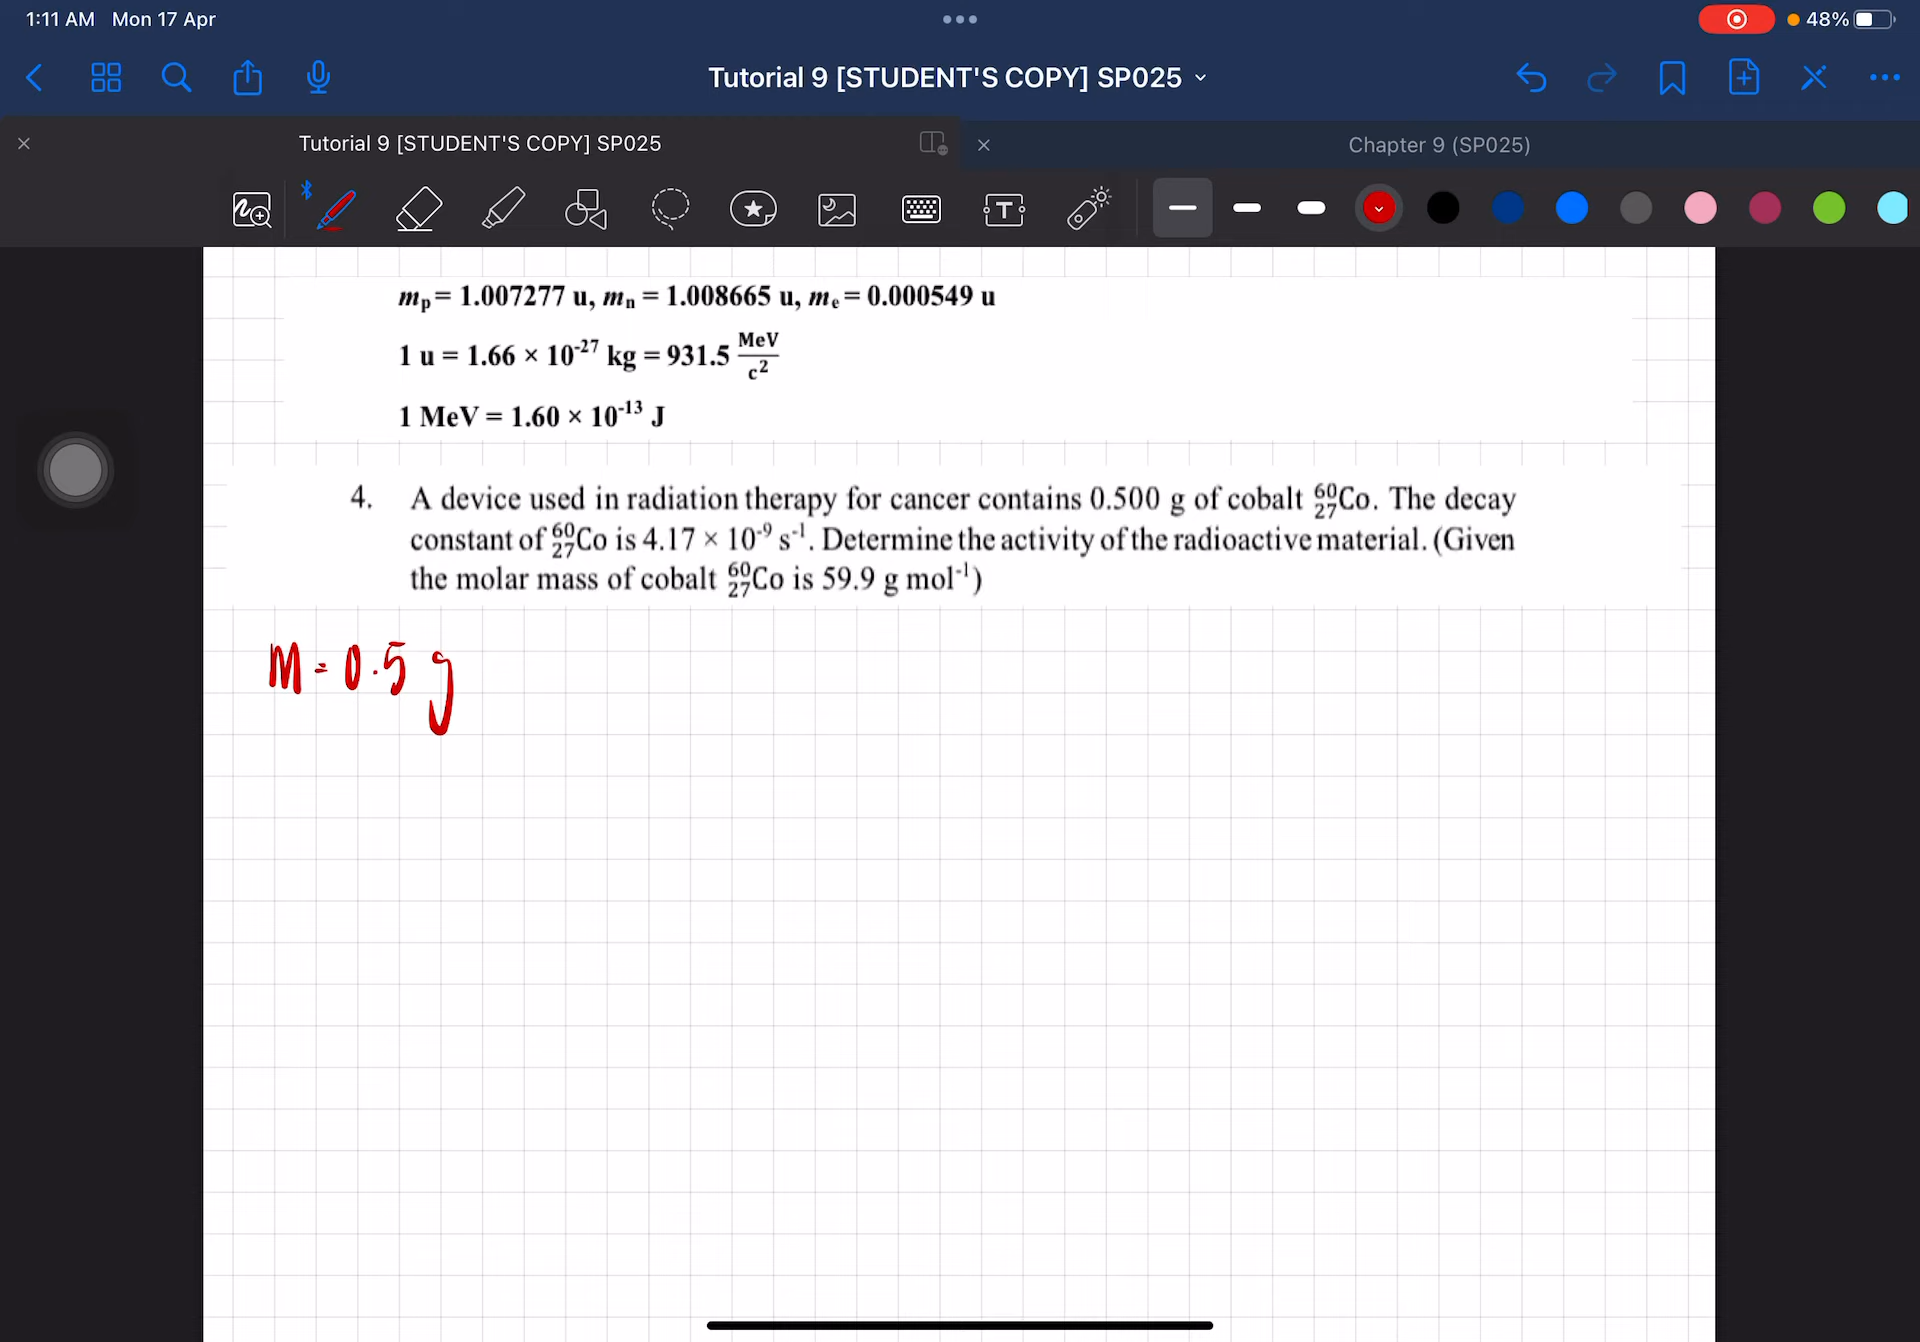 1:11 AM Mon 17 Apr
48%
Tutorial 9 [STUDENT'S COPY] SP025
Tutorial 9 [STUDENT'S COPY] SP025
Chapter 9 (SP025)
mp = 1.007277 u, mn = 1.008665 u, me = 0.000549 u
1 u = 1.66 × 10⁻²⁷ kg = 931.5 MeV/c²
1 MeV = 1.60 × 10⁻¹³ J
4. A device used in radiation therapy for cancer contains 0.500 g of cobalt ⁶⁰₂₇Co. The decay
constant of ⁶⁰₂₇Co is 4.17 × 10⁻⁹ s⁻¹. Determine the activity of the radioactive material. (Given
the molar mass of cobalt ⁶⁰₂₇Co is 59.9 g mol⁻¹)
m = 0.5 g